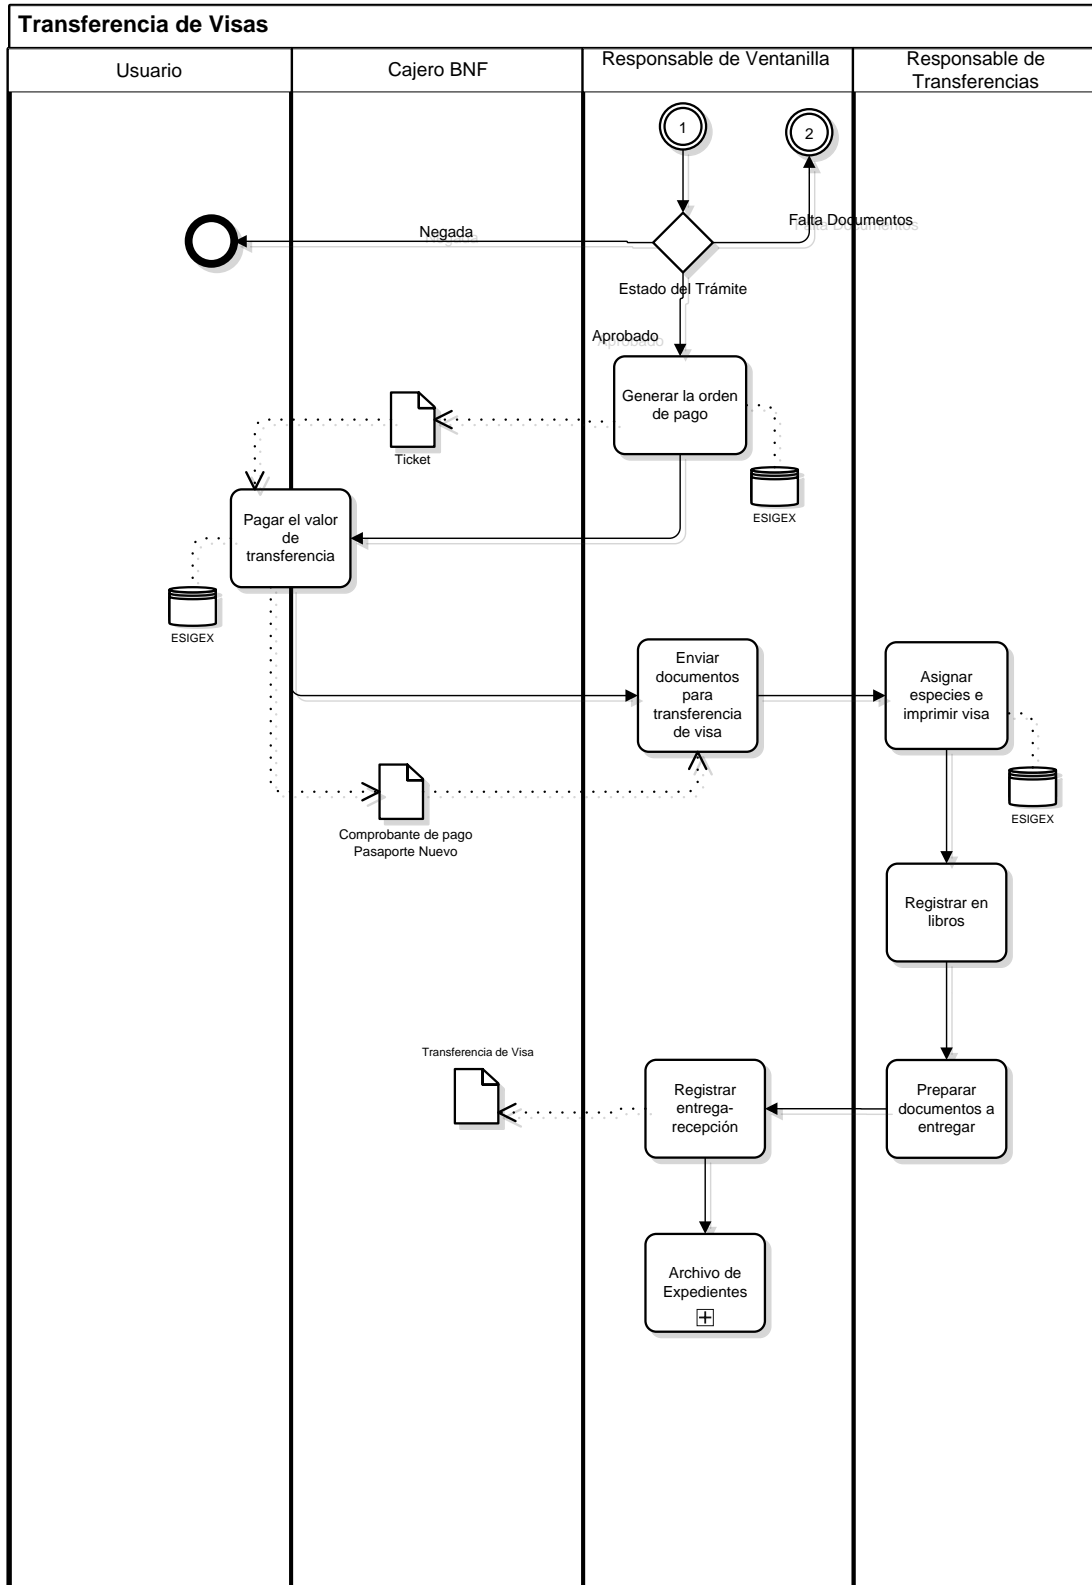 Transferencia de Visas
Usuario
Cajero BNF
Responsable de Ventanilla
Responsable de
Transferencias
1
2
Negada
Falta Documentos
Estado del Trámite
Aprobado
Generar la orden
de pago
Ticket
ESIGEX
Pagar el valor
de
transferencia
ESIGEX
Enviar
documentos
para
transferencia
de visa
Asignar
especies e
imprimir visa
ESIGEX
Comprobante de pago
Pasaporte Nuevo
Registrar en
libros
Transferencia de Visa
Registrar
entrega-
recepción
Preparar
documentos a
entregar
Archivo de
Expedientes